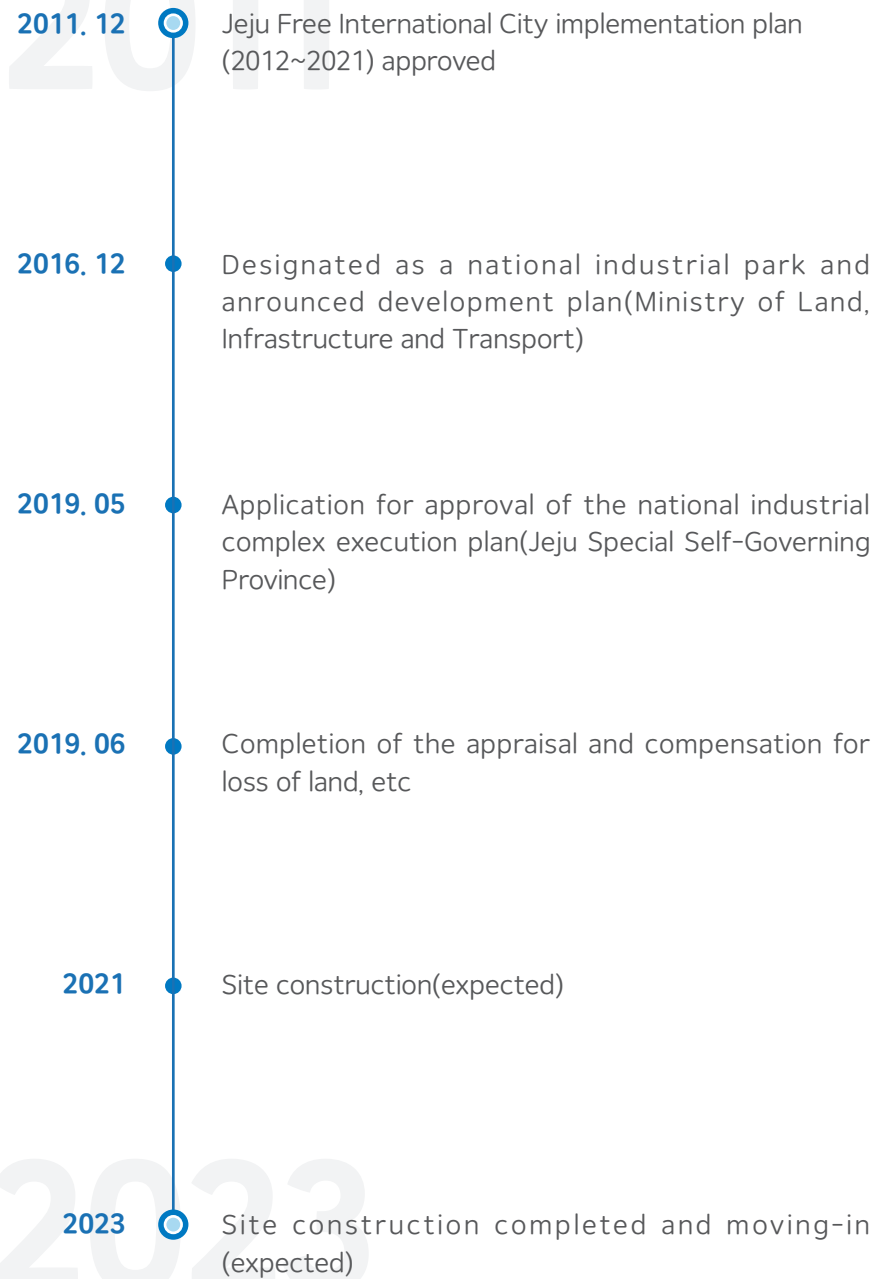 2011
2011. 12
Jeju Free International City implementation plan
(2012~2021) approved
2016. 12
Designated as a national industrial park and
anrounced development plan(Ministry of Land,
Infrastructure and Transport)
2019. 05
Application for approval of the national industrial
complex execution plan(Jeju Special Self-Governing
Province)
2019. 06
Completion of the appraisal and compensation for
loss of land, etc
2021
Site construction(expected)
2023
2023
Site construction completed and moving-in
(expected)